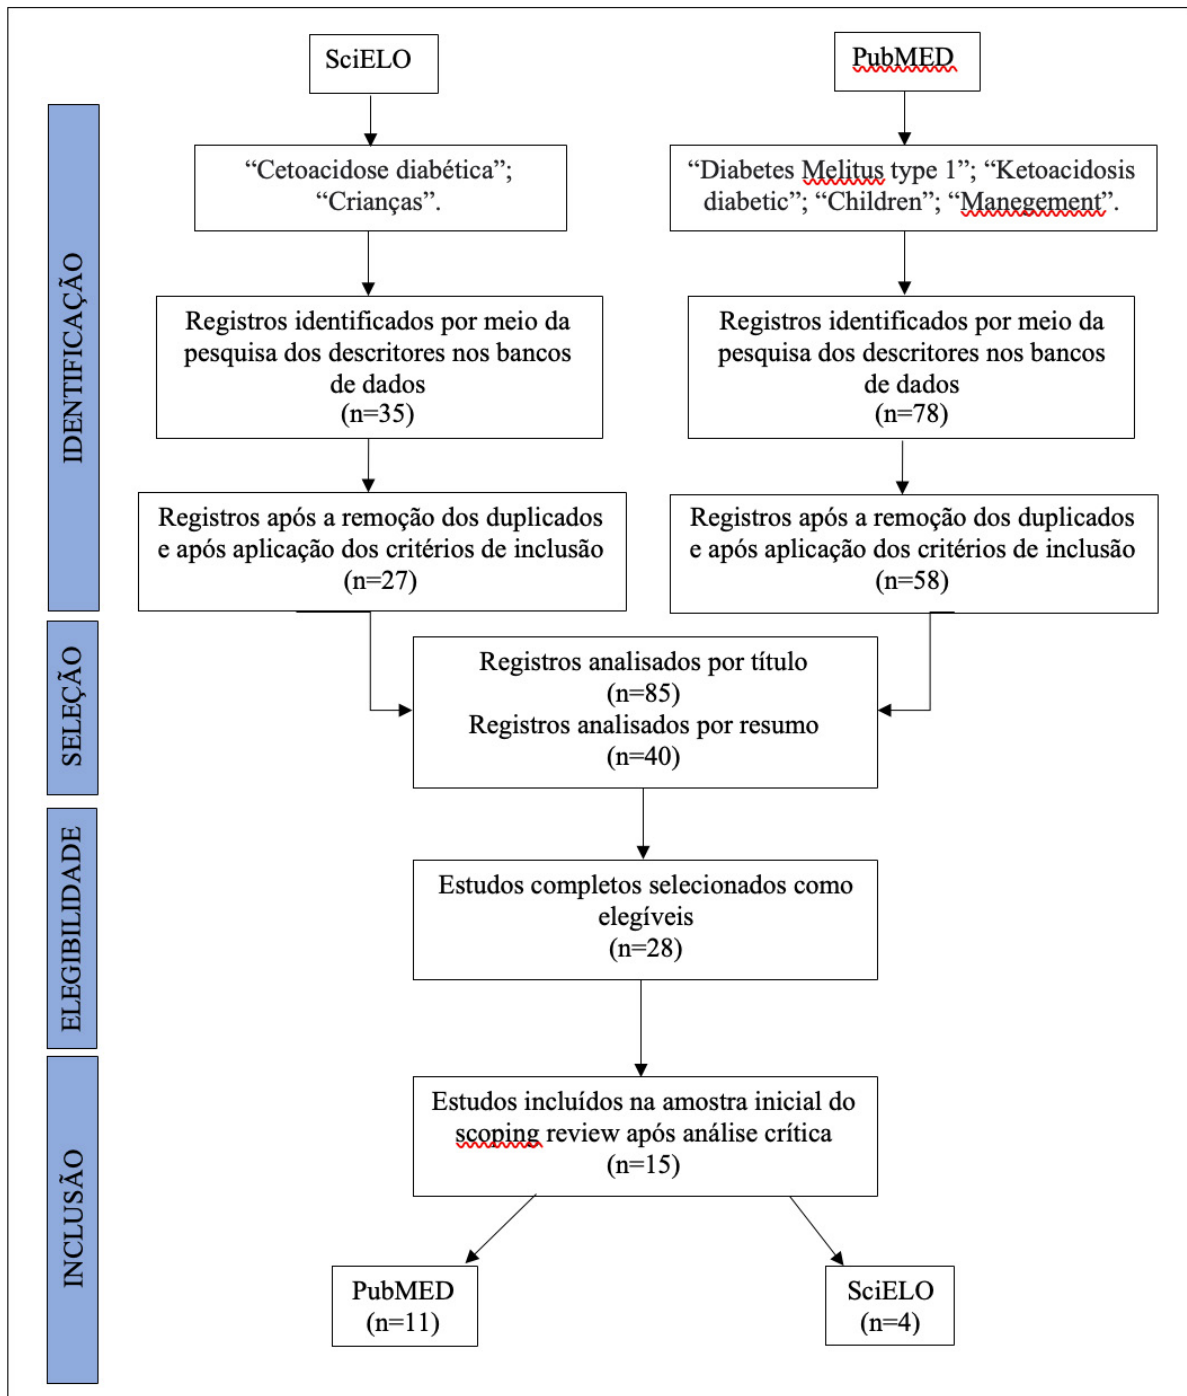 SciELO
PubMED
IDENTIFICAÇÃO
“Cetoacidose diabética”;
“Crianças”.
“Diabetes Melitus type 1”; “Ketoacidosis
diabetic”; “Children”; “Manegement”.
Registros identificados por meio da
pesquisa dos descritores nos bancos
de dados
(n=35)
Registros identificados por meio da
pesquisa dos descritores nos bancos
de dados
(n=78)
Registros após a remoção dos duplicados
e após aplicação dos critérios de inclusão
(n=27)
Registros após a remoção dos duplicados
e após aplicação dos critérios de inclusão
(n=58)
SELEÇÃO
Registros analisados por título
(n=85)
Registros analisados por resumo
(n=40)
ELEGIBILIDADE
Estudos completos selecionados como
elegíveis
(n=28)
INCLUSÃO
Estudos incluídos na amostra inicial do
scoping review após análise crítica
(n=15)
PubMED
(n=11)
SciELO
(n=4)